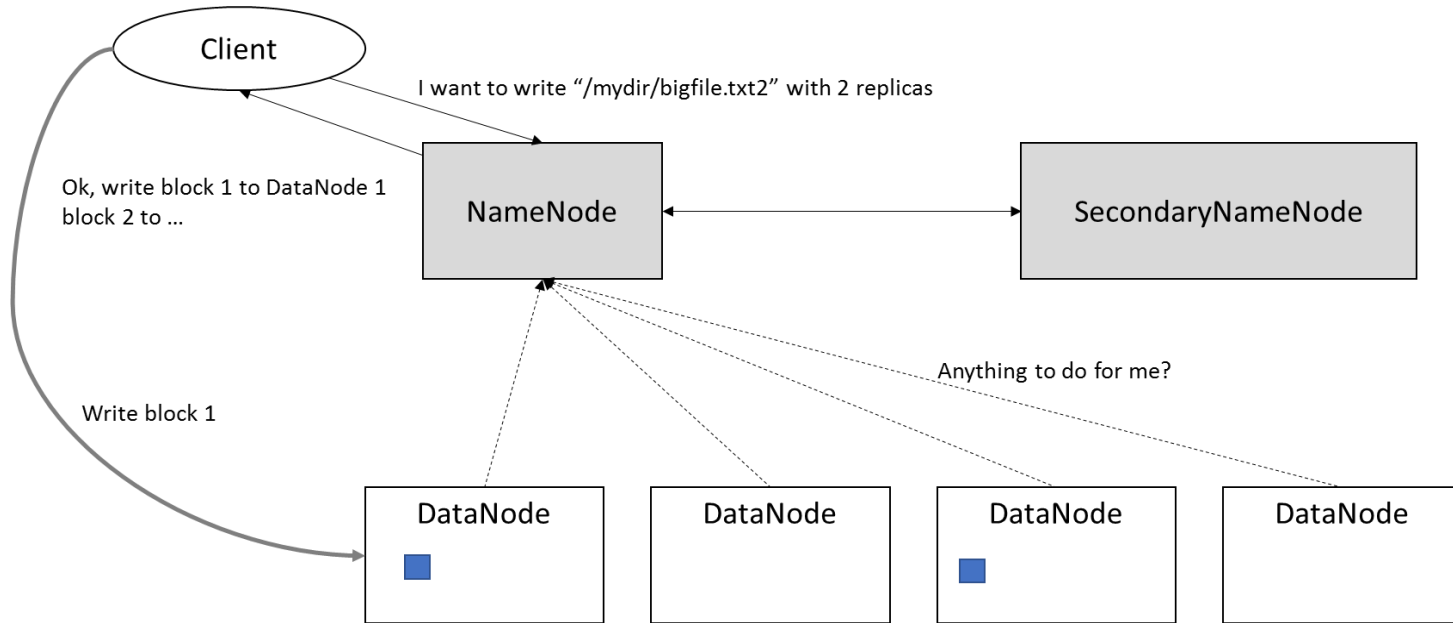 Client
I want to write “/mydir/bigfile.txt2” with 2 replicas
Ok, write block 1 to DataNode 1
block 2 to ...
NameNode
SecondaryNameNode
Anything to do for me?
Write block 1
DataNode
DataNode
DataNode
DataNode